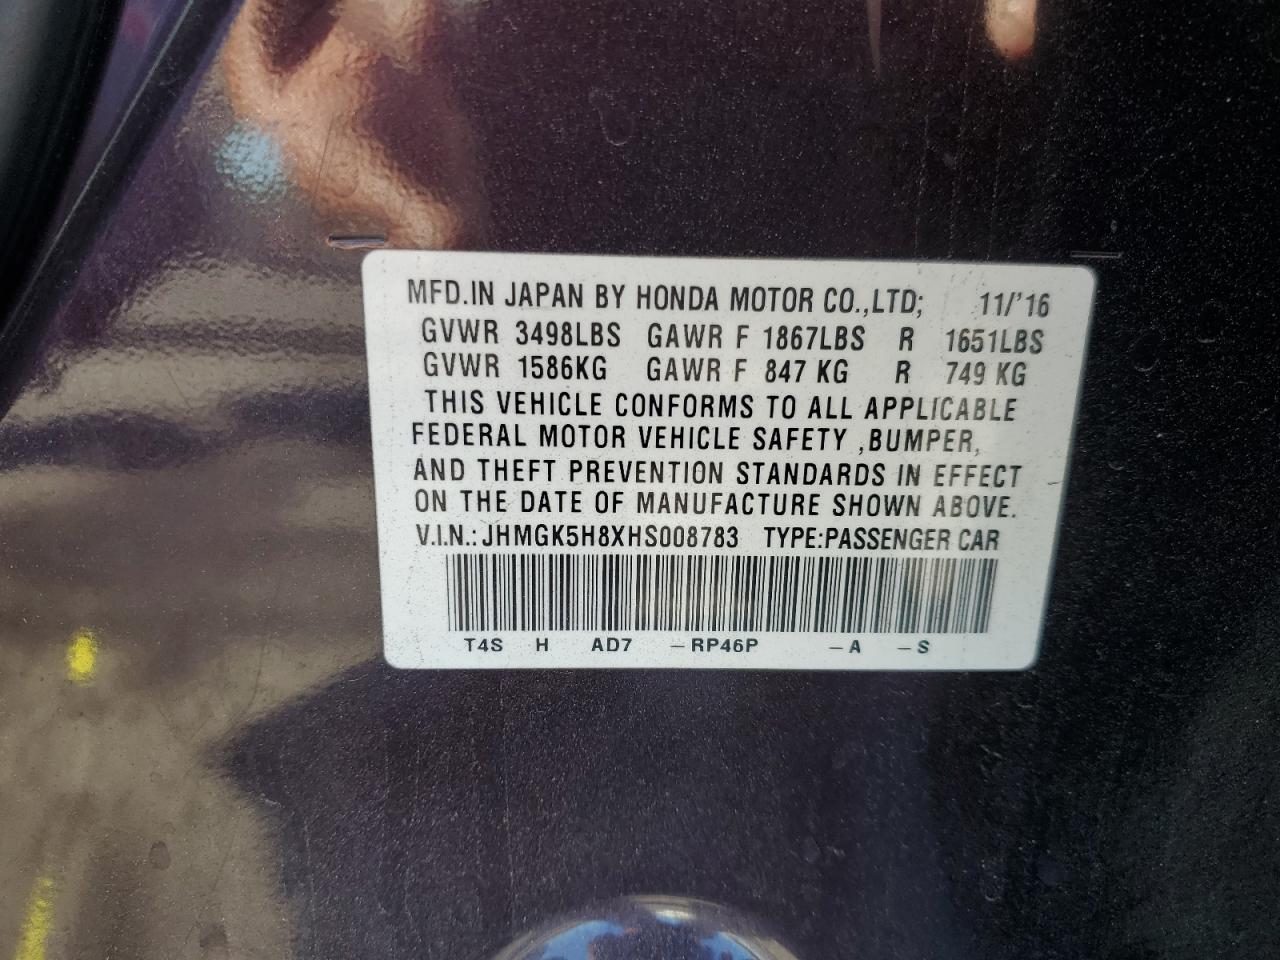 MFD.IN JAPAN BY HONDA MOTOR CO.,LTD; 11/'16
GVWR 3498LBS GAWR F 1867LBS R 1651LBS
GVWR 1586KG GAWR F 847 KG R 749 KG
THIS VEHICLE CONFORMS TO ALL APPLICABLE
FEDERAL MOTOR VEHICLE SAFETY ,BUMPER,
AND THEFT PREVENTION STANDARDS IN EFFECT
ON THE DATE OF MANUFACTURE SHOWN ABOVE.
V.I.N.: JHMGK5H8XHS008783 TYPE:PASSENGER CAR
T4S H AD7 –RP46P –A –S